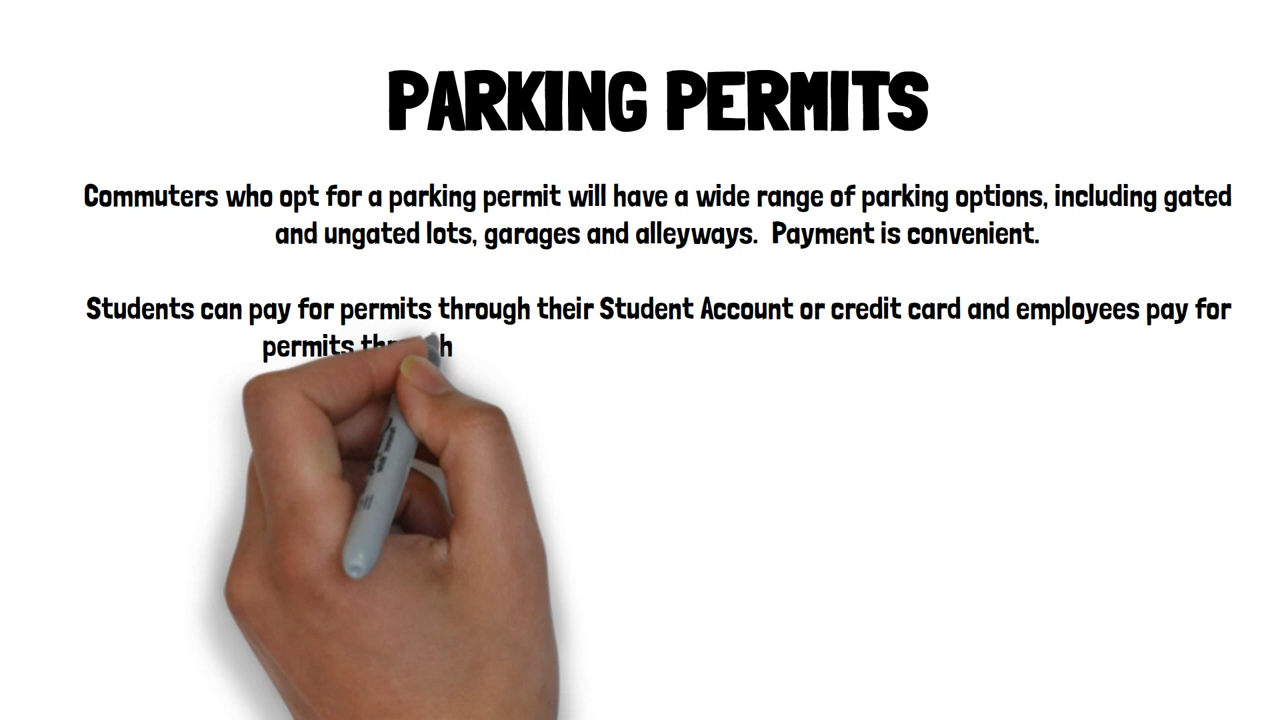 PARKING PERMITS
Commuters who opt for a parking permit will have a wide range of parking options, including gated
and ungated lots, garages and alleyways.  Payment is convenient.
Students can pay for permits through their Student Account or credit card and employees pay for
permits through